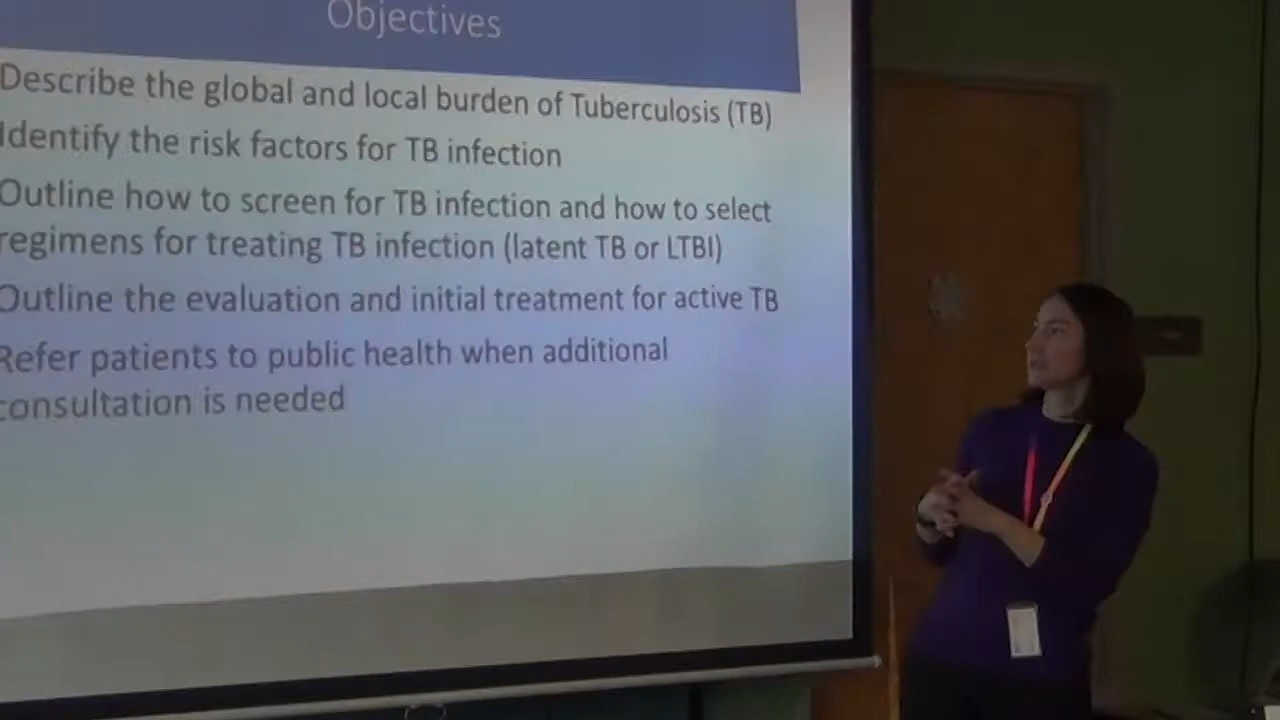 Objectives
Describe the global and local burden of Tuberculosis (TB)
Identify the risk factors for TB infection
Outline how to screen for TB infection and how to select
regimens for treating TB infection (latent TB or LTBI)
Outline the evaluation and initial treatment for active TB
Refer patients to public health when additional
consultation is needed